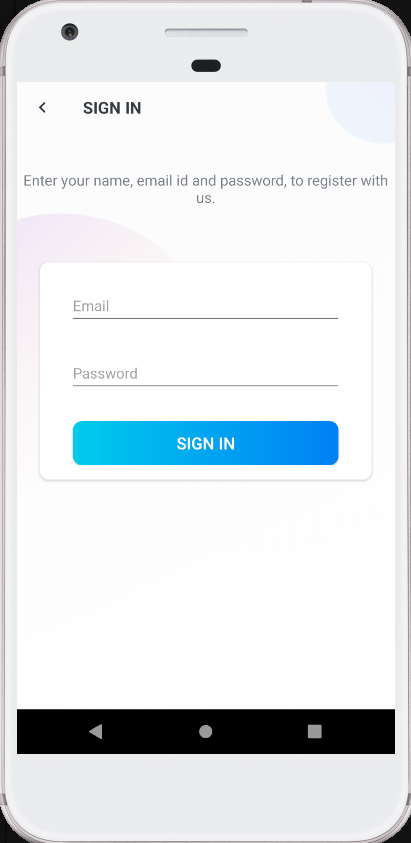 SIGN IN
Enter your name, email id and password, to register with
us.
Email
Password
SIGN IN